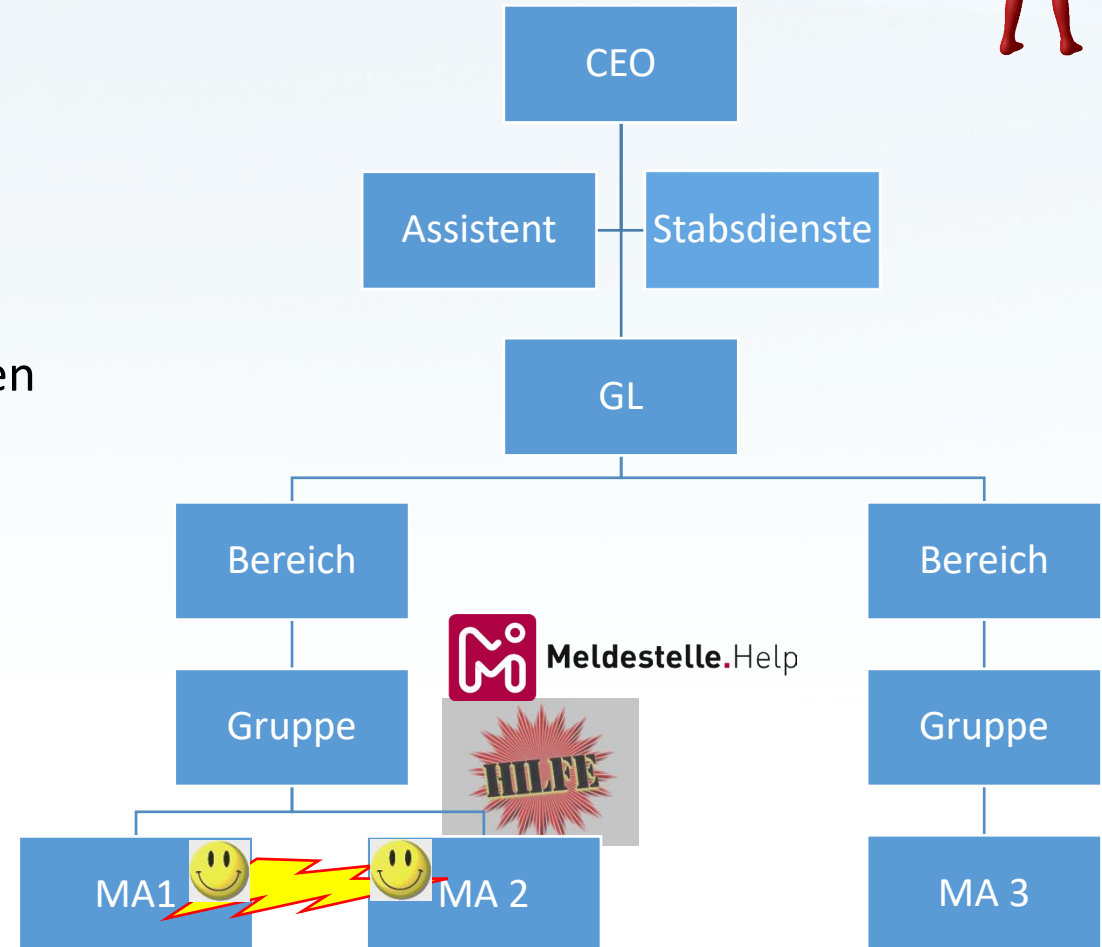 CEO
Assistent
Stabsdienste
en
GL
Bereich
Bereich
Meldestelle.Help
Gruppe
HILFE
Gruppe
MA1
MA 2
MA 3